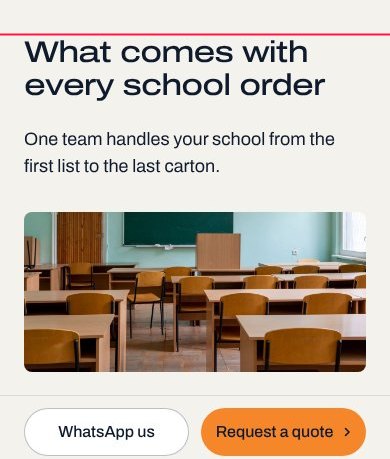 What comes with
every school order
One team handles your school from the
first list to the last carton.
WhatsApp us
Request a quote